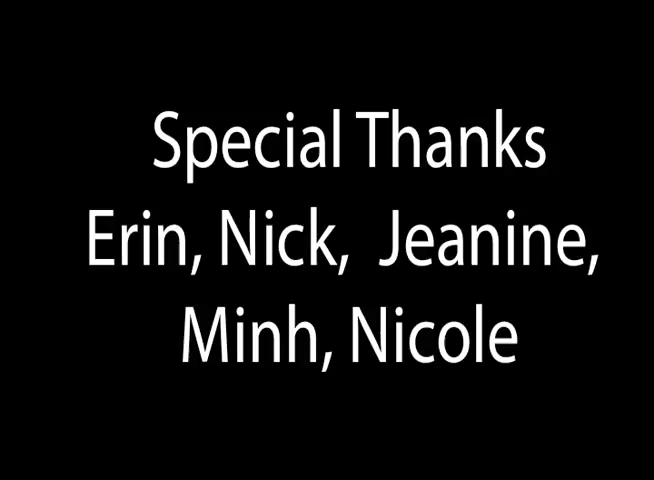 Special Thanks
Erin, Nick,  Jeanine,
Minh, Nicole